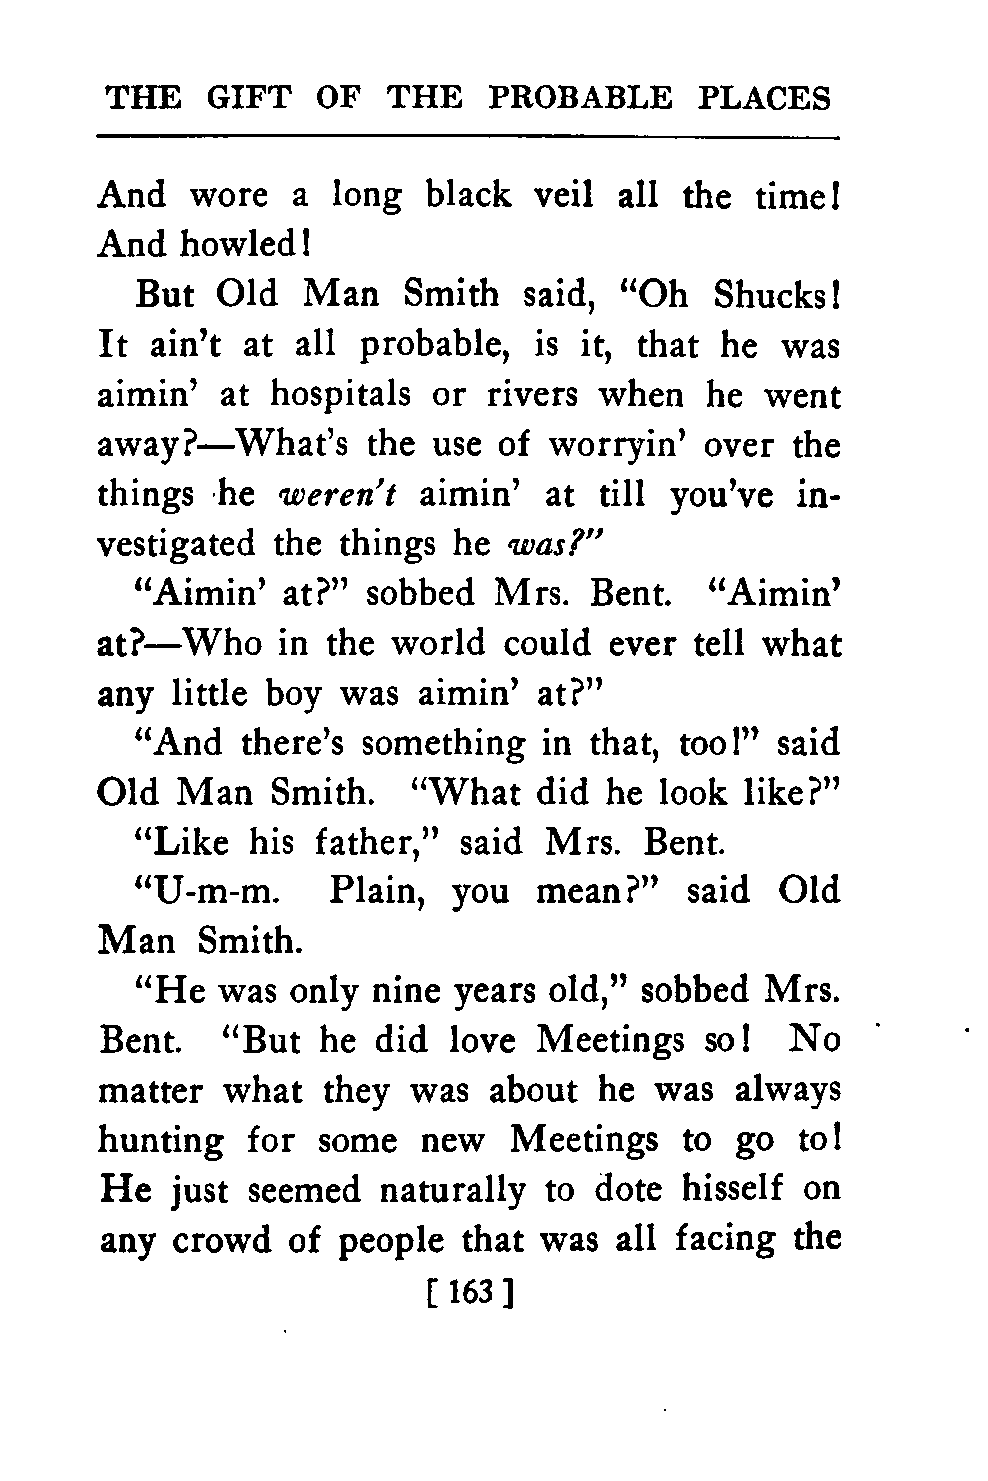 THE GIFT OF THE PROBABLE PLACES
And wore a long black veil all the time!
And howled!
But Old Man Smith said, “Oh Shucks!
It ain’t at all probable, is it, that he was
aimin’ at hospitals or rivers when he went
away?—What’s the use of worryin’ over the
things he weren’t aimin’ at till you’ve in-
vestigated the things he was?”
“Aimin’ at?” sobbed Mrs. Bent. “Aimin’
at?—Who in the world could ever tell what
any little boy was aimin’ at?”
“And there’s something in that, too!” said
Old Man Smith. “What did he look like?”
“Like his father,” said Mrs. Bent.
“U-m-m. Plain, you mean?” said Old
Man Smith.
“He was only nine years old,” sobbed Mrs.
Bent. “But he did love Meetings so! No
matter what they was about he was always
hunting for some new Meetings to go to!
He just seemed naturally to dote hisself on
any crowd of people that was all facing the
[ 163 ]